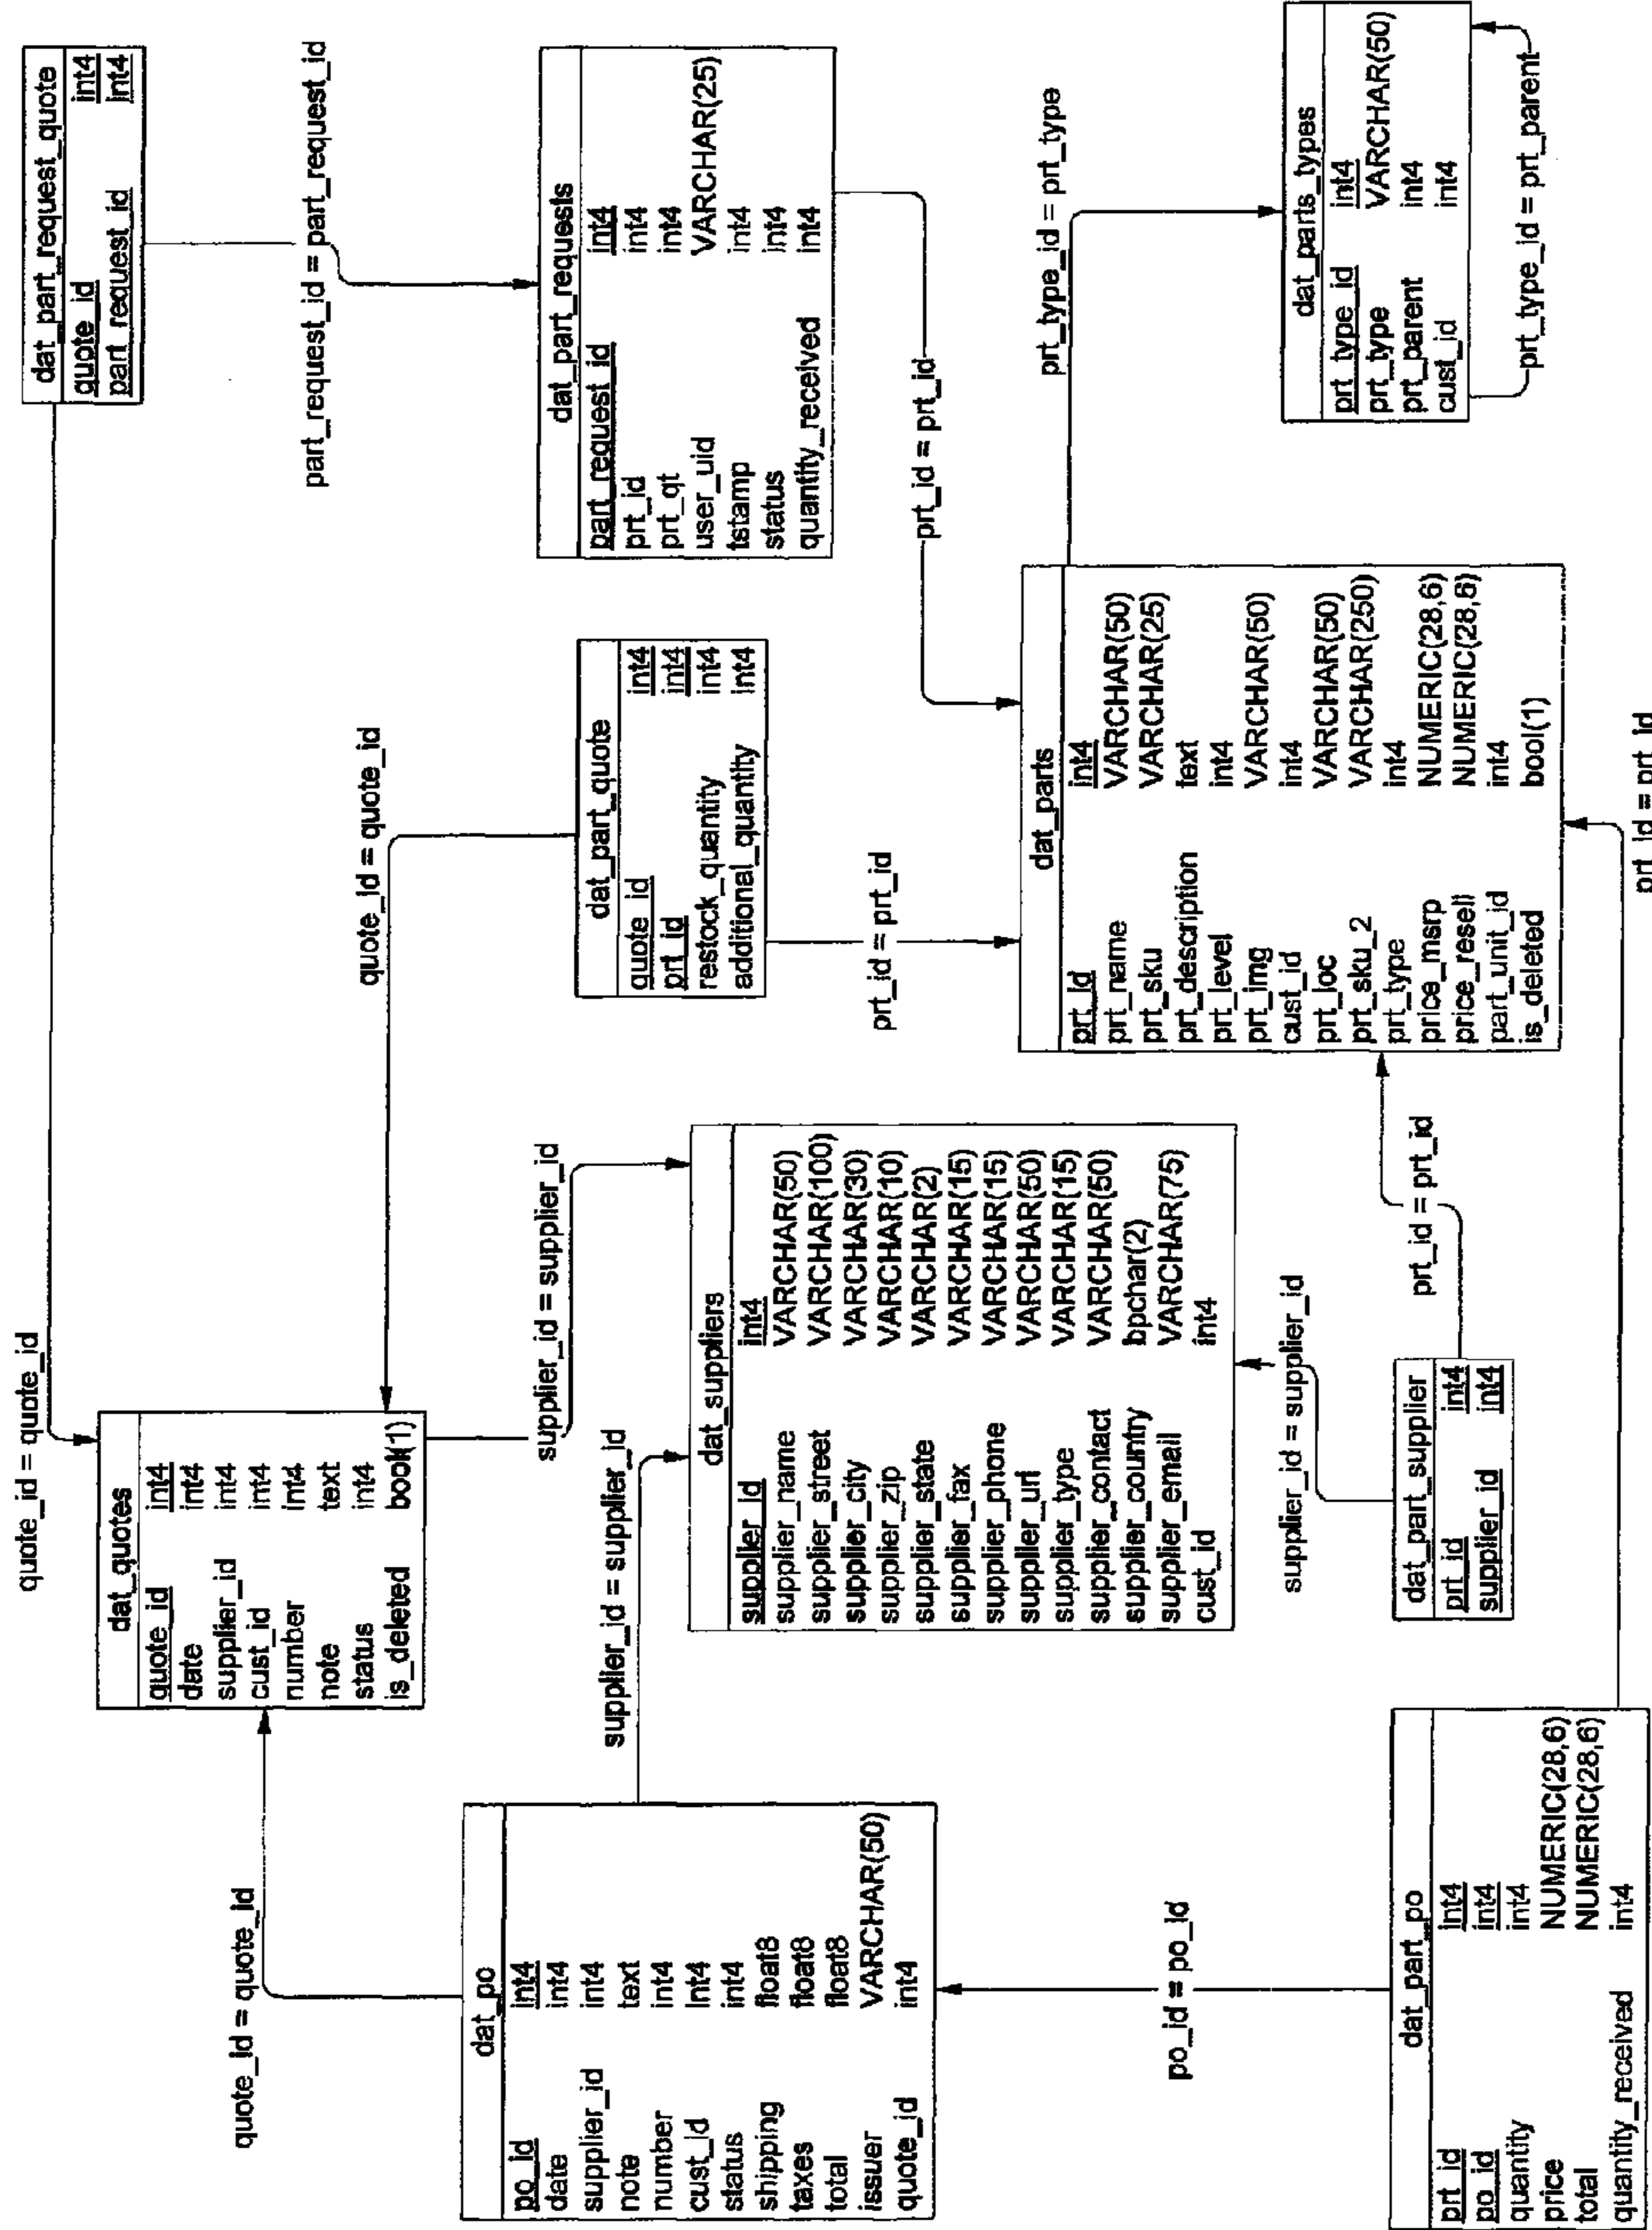 quote_id = quote_id
dat_part_request_quote
quote_id int4
part_request_id int4
dat_quotes
quote_id int4
date int4
supplier_id int4
cust_id int4
number int4
note text
status int4
is_deleted bool(1)
quote_id = quote_id
part_request_id = part_request_id
quote_id = quote_id
dat_po
po_id int4
date int4
supplier_id int4
note text
number int4
cust_id int4
status int4
shipping float8
taxes float8
total float8
issuer VARCHAR(50)
quote_id int4
supplier_id = supplier_id
supplier_id = supplier_id
dat_part_quote
quote_id int4
prt_id int4
restock_quantity int4
additional_quantity int4
dat_part_requests
part_request_id int4
prt_id int4
prt_qt int4
user_uid VARCHAR(25)
tstamp int4
status int4
quantity_received int4
dat_suppliers
supplier_id int4
supplier_name VARCHAR(50)
supplier_street VARCHAR(100)
supplier_city VARCHAR(30)
supplier_zip VARCHAR(10)
supplier_state VARCHAR(2)
supplier_fax VARCHAR(15)
supplier_phone VARCHAR(15)
supplier_url VARCHAR(50)
supplier_type VARCHAR(15)
supplier_contact VARCHAR(50)
supplier_country bpchar(2)
supplier_email VARCHAR(75)
cust_id int4
prt_id = prt_id
prt_id = prt_id
po_id = po_id
supplier_id = supplier_id
dat_parts
prt_id int4
prt_name VARCHAR(50)
prt_sku VARCHAR(25)
prt_description text
prt_level int4
prt_img VARCHAR(50)
cust_id int4
prt_loc VARCHAR(50)
prt_sku_2 VARCHAR(250)
prt_type int4
price_msrp NUMERIC(28,6)
price_resell NUMERIC(28,6)
part_unit_id int4
is_deleted bool(1)
prt_type_id = prt_type
dat_part_po
prt_id int4
po_id int4
quantity int4
price NUMERIC(28,6)
total NUMERIC(28,6)
quantity_received int4
dat_part_supplier
prt_id int4
supplier_id int4
prt_id = prt_id
dat_parts_types
prt_type_id int4
prt_type VARCHAR(50)
prt_parent int4
cust_id int4
prt_type_id = prt_parent
prt_id = prt_id